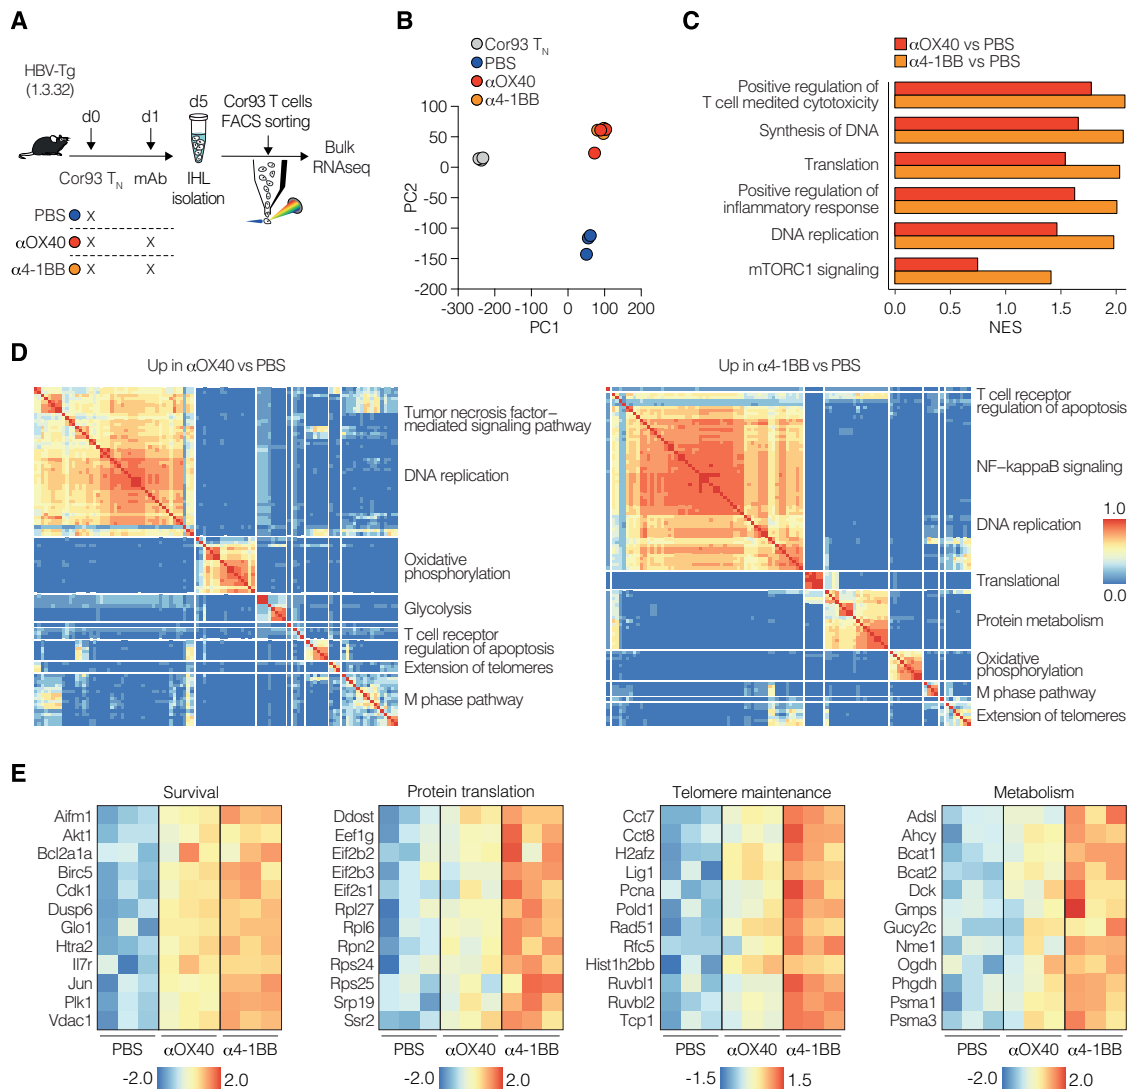 A
HBV-Tg
(1.3.32)
d0
d1
d5
Cor93 T cells
FACS sorting
Cor93 TN
mAb
IHL
isolation
Bulk
RNAseq
PBS X
αOX40 X X
α4-1BB X X
B
Cor93 TN
PBS
αOX40
α4-1BB
PC2
100
50
0
-50
-100
-150
-200
-300 -200 -100 0 100 200
PC1
C
αOX40 vs PBS
α4-1BB vs PBS
Positive regulation of
T cell medited cytotoxicity
Synthesis of DNA
Translation
Positive regulation of
inflammatory response
DNA replication
mTORC1 signaling
0.0 0.5 1.0 1.5 2.0
NES
D
Up in αOX40 vs PBS
Tumor necrosis factor−
mediated signaling pathway
DNA replication
Oxidative
phosphorylation
Glycolysis
T cell receptor
regulation of apoptosis
Extension of telomeres
M phase pathway
Up in α4-1BB vs PBS
T cell receptor
regulation of apoptosis
NF−kappaB signaling
DNA replication
Translational
Protein metabolism
Oxidative
phosphorylation
M phase pathway
Extension of telomeres
1.0
0.0
E
Survival
Aifm1
Akt1
Bcl2a1a
Birc5
Cdk1
Dusp6
Glo1
Htra2
Il7r
Jun
Plk1
Vdac1
PBS αOX40 α4-1BB
-2.0 2.0
Protein translation
Ddost
Eef1g
Eif2b2
Eif2b3
Eif2s1
Rpl27
Rpl6
Rpn2
Rps24
Rps25
Srp19
Ssr2
PBS αOX40 α4-1BB
-2.0 2.0
Telomere maintenance
Cct7
Cct8
H2afz
Lig1
Pcna
Pold1
Rad51
Rfc5
Hist1h2bb
Ruvbl1
Ruvbl2
Tcp1
PBS αOX40 α4-1BB
-1.5 1.5
Metabolism
Adsl
Ahcy
Bcat1
Bcat2
Dck
Gmps
Gucy2c
Nme1
Ogdh
Phgdh
Psma1
Psma3
PBS αOX40 α4-1BB
-2.0 2.0